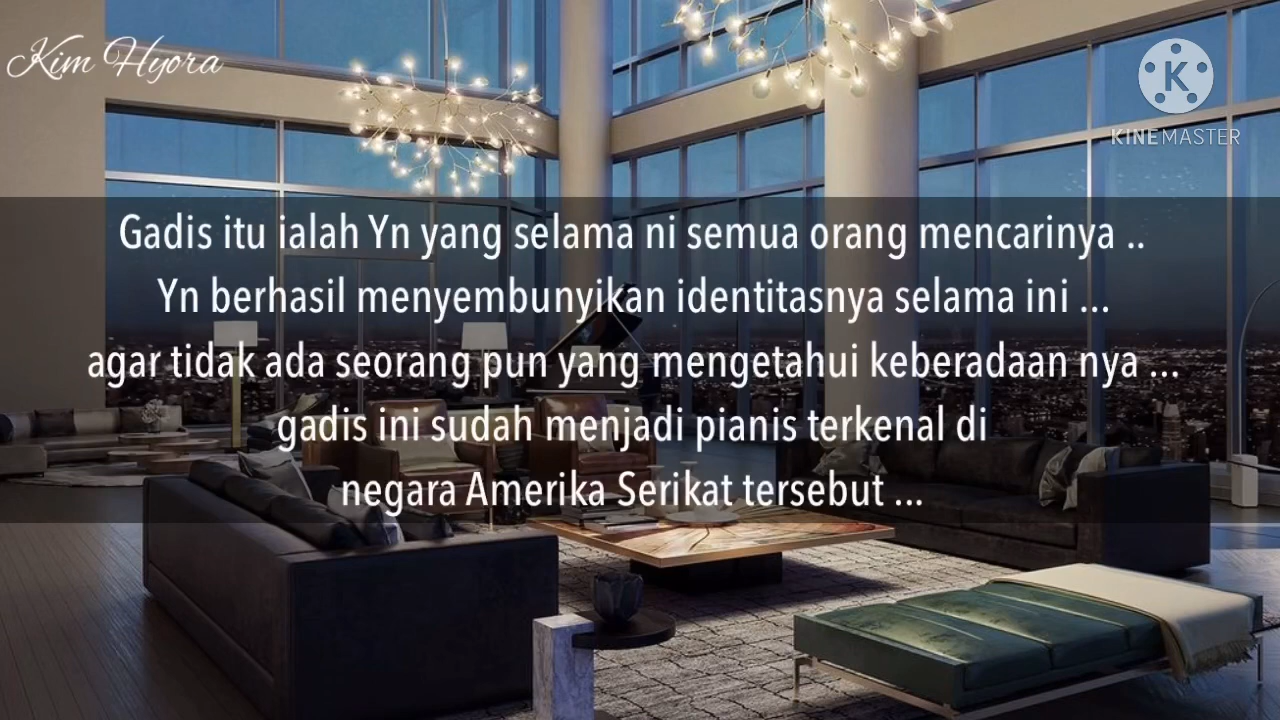 Kim Hyora
K
KINEMASTER
Gadis itu ialah Yn yang selama ni semua orang mencarinya ..
Yn berhasil menyembunyikan identitasnya selama ini ...
agar tidak ada seorang pun yang mengetahui keberadaan nya ...
gadis ini sudah menjadi pianis terkenal di
negara Amerika Serikat tersebut ...